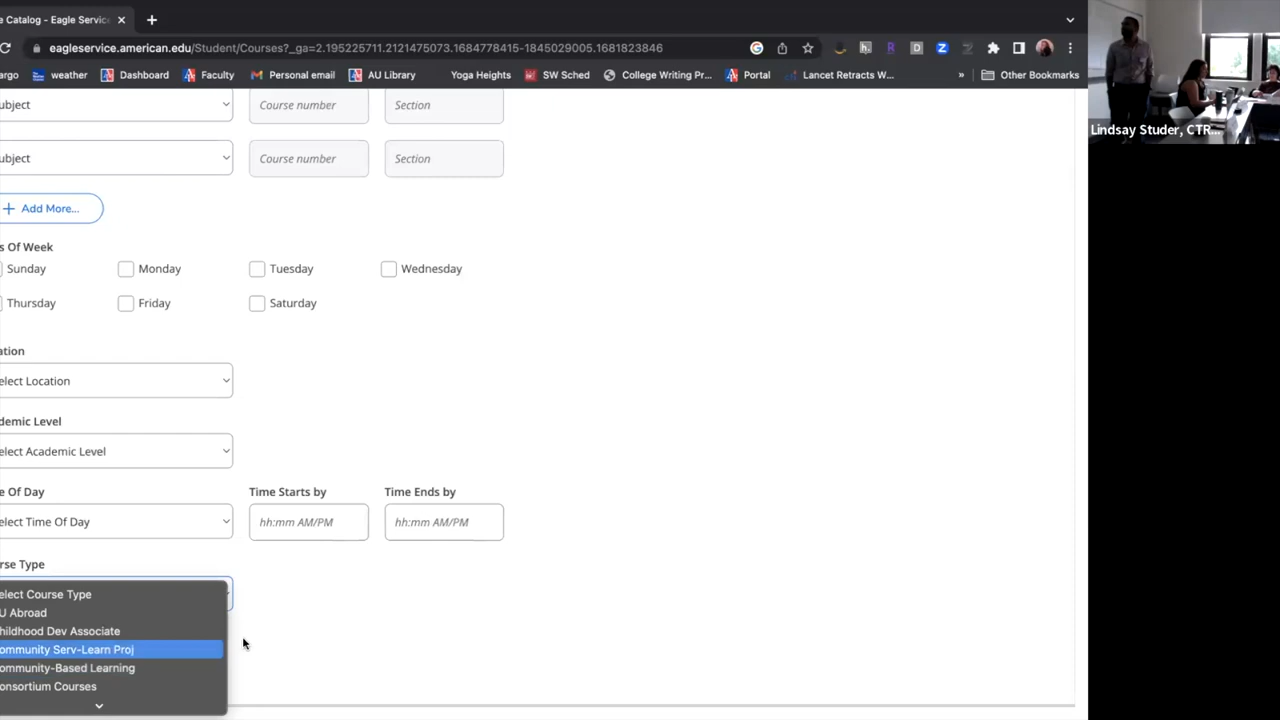 e Catalog - Eagle Servic
eagleservice.american.edu/Student/Courses?_ga=2.195225711.2121475073.1684778415-1845029005.1681823846
argo weather Dashboard Faculty Personal email AU Library Yoga Heights SW Sched College Writing Pr... Portal Lancet Retracts W... » Other Bookmarks
Lindsay Studer, CTR...
ubject Course number Section
ubject Course number Section
+ Add More...
s Of Week
Sunday Monday Tuesday Wednesday
Thursday Friday Saturday
ation
elect Location
demic Level
elect Academic Level
e Of Day Time Starts by Time Ends by
elect Time Of Day hh:mm AM/PM hh:mm AM/PM
rse Type
elect Course Type
U Abroad
hildhood Dev Associate
ommunity Serv-Learn Proj
ommunity-Based Learning
onsortium Courses